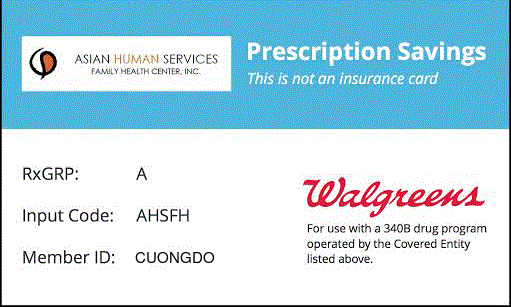 ASIAN HUMAN SERVICES
FAMILY HEALTH CENTER, INC.
Prescription Savings
This is not an insurance card
RxGRP: A
Input Code: AHSFH
Member ID: CUONGDO
Walgreens
For use with a 340B drug program
operated by the Covered Entity
listed above.